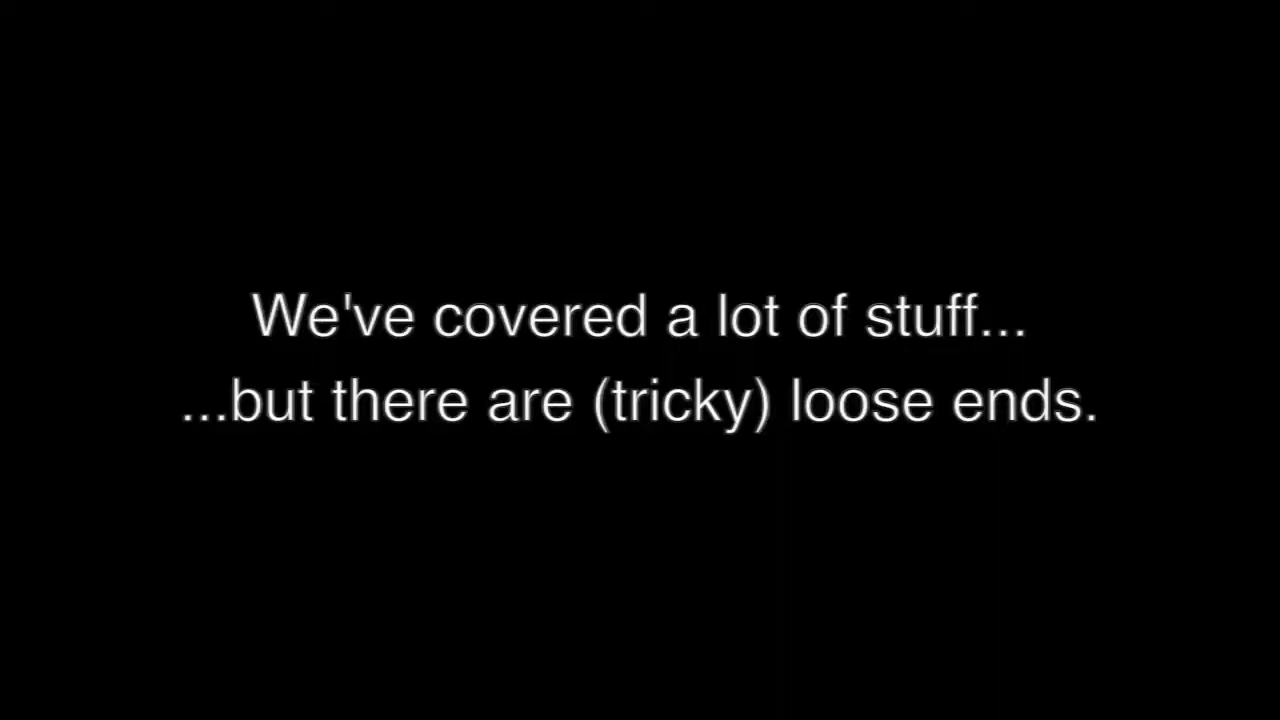 We've covered a lot of stuff...
...but there are (tricky) loose ends.